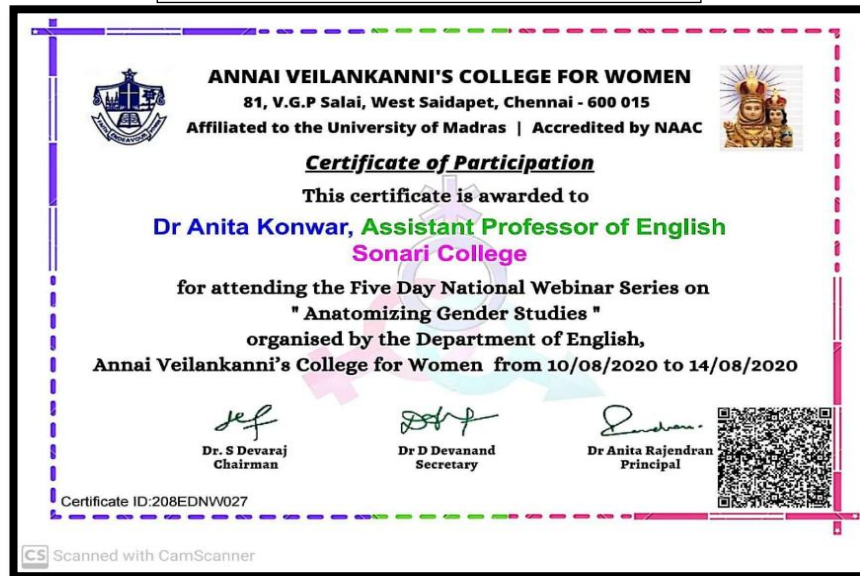 ANNAI VEILANKANNI'S COLLEGE FOR WOMEN
81, V.G.P Salai, West Saidapet, Chennai - 600 015
Affiliated to the University of Madras | Accredited by NAAC
Certificate of Participation
This certificate is awarded to
Dr Anita Konwar, Assistant Professor of English
Sonari College
for attending the Five Day National Webinar Series on
" Anatomizing Gender Studies "
organised by the Department of English,
Annai Veilankanni's College for Women from 10/08/2020 to 14/08/2020
Dr. S Devaraj
Chairman
Dr D Devanand
Secretary
Dr Anita Rajendran
Principal
Certificate ID:208EDNW027
CS Scanned with CamScanner